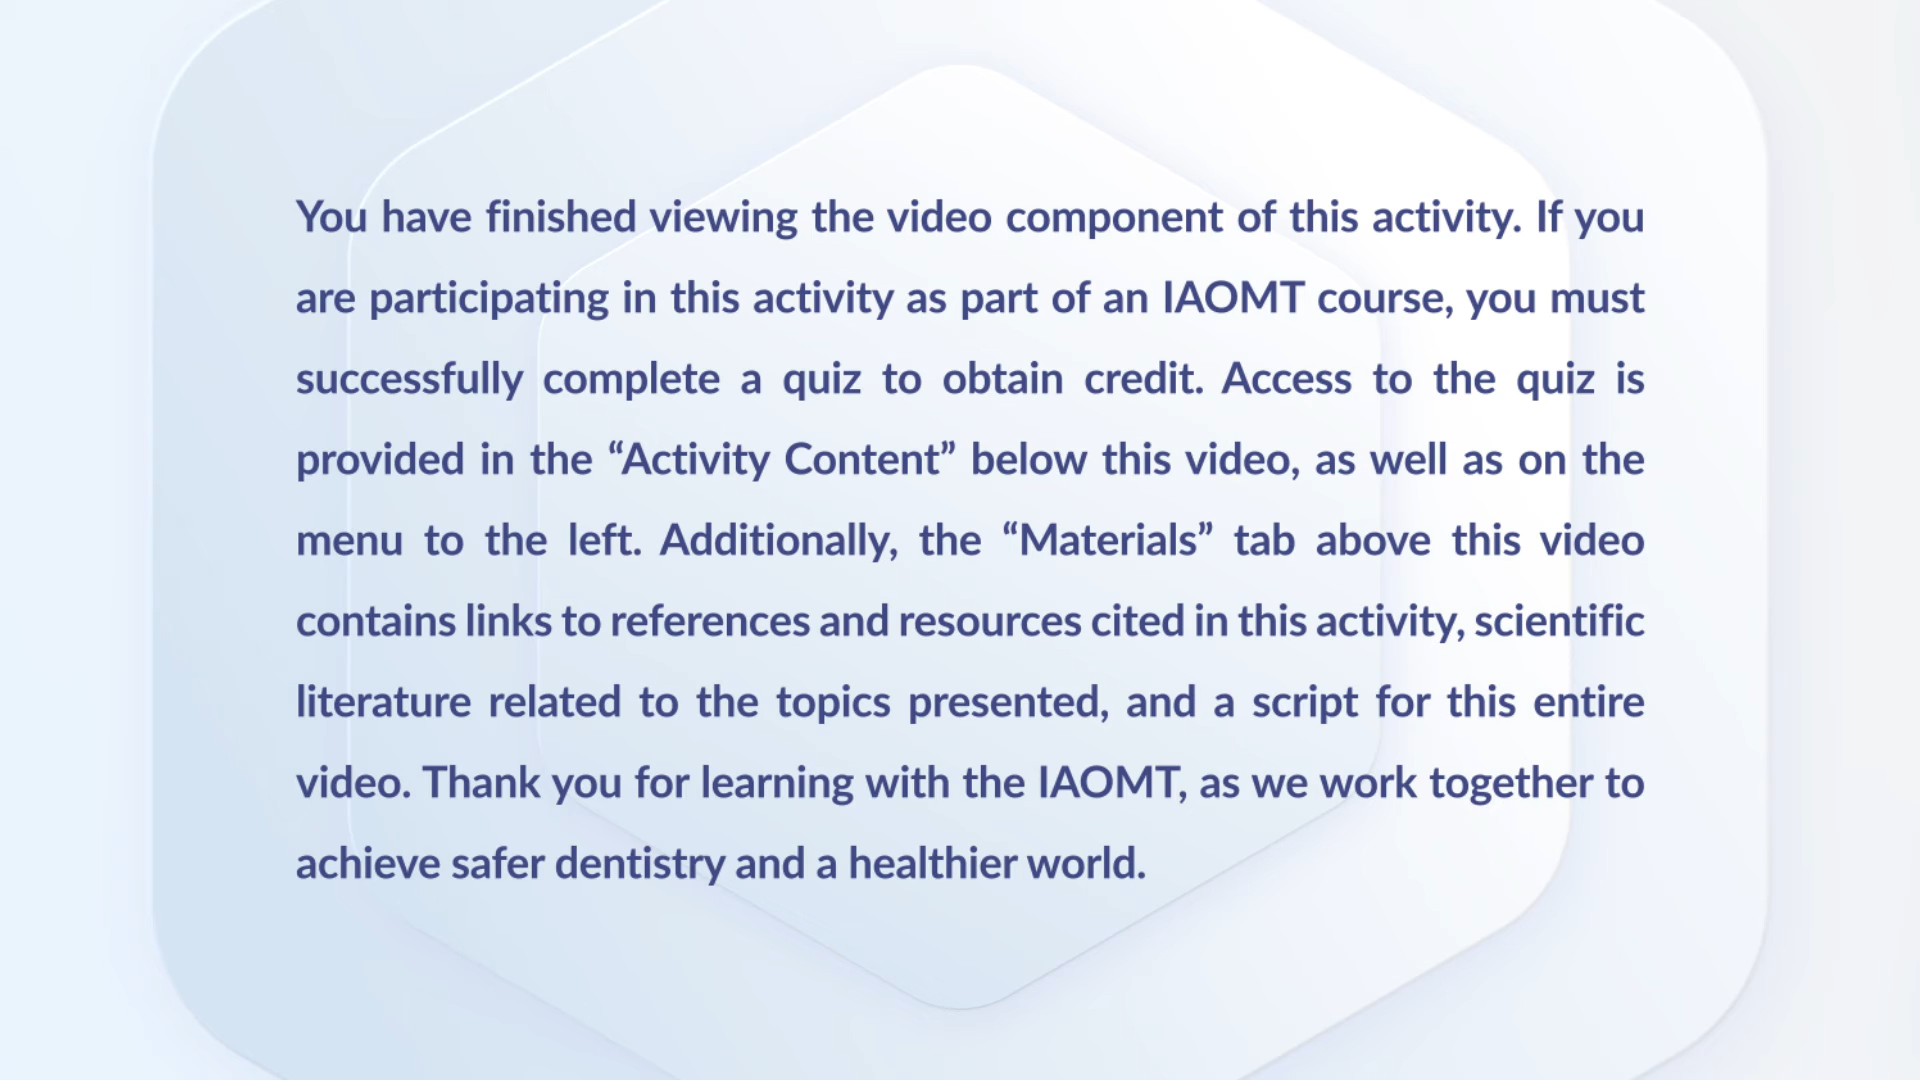 You have finished viewing the video component of this activity. If you
are participating in this activity as part of an IAOMT course, you must
successfully complete a quiz to obtain credit. Access to the quiz is
provided in the “Activity Content” below this video, as well as on the
menu to the left. Additionally, the “Materials” tab above this video
contains links to references and resources cited in this activity, scientific
literature related to the topics presented, and a script for this entire
video. Thank you for learning with the IAOMT, as we work together to
achieve safer dentistry and a healthier world.